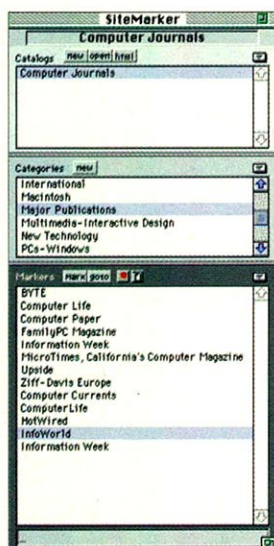 SiteMarker
Computer Journals
Catalogs new open html
Computer Journals
Categories new
International
Macintosh
Major Publications
Multimedia-Interactive Design
New Technology
PCs-Windows
Markers mark goto
BYTE
Computer Life
Computer Paper
FamilyPC Magazine
Information Week
MicroTimes, California's Computer Magazine
Upside
Ziff-Davis Europe
Computer Currents
ComputerLife
HotWired
InfoWorld
Information Week